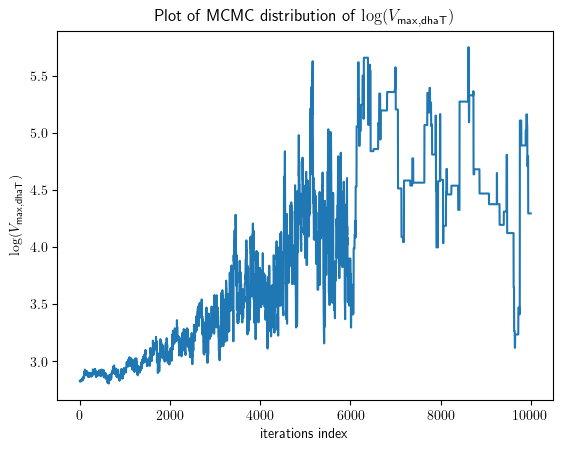 Plot of MCMC distribution of log(V_max,dhaT)
log(V_max,dhaT)
5.5
5.0
4.5
4.0
3.5
3.0
0 2000 4000 6000 8000 10000
iterations index